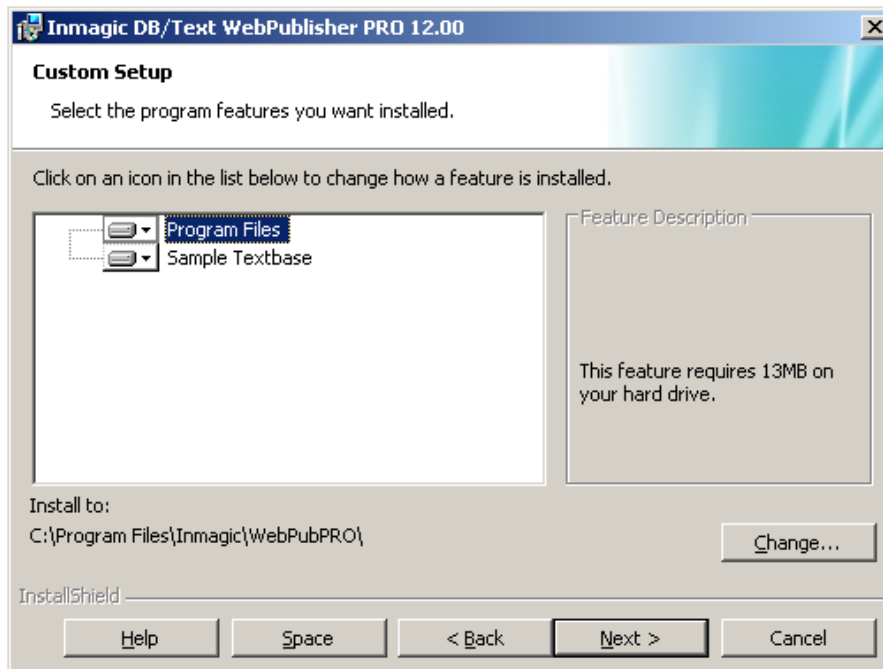 Inmagic DB/Text WebPublisher PRO 12.00
Custom Setup
Select the program features you want installed.
Click on an icon in the list below to change how a feature is installed.
Program Files
Sample Textbase
Feature Description
This feature requires 13MB on
your hard drive.
Install to:
C:\Program Files\Inmagic\WebPubPRO\
Change...
InstallShield
Help
Space
< Back
Next >
Cancel